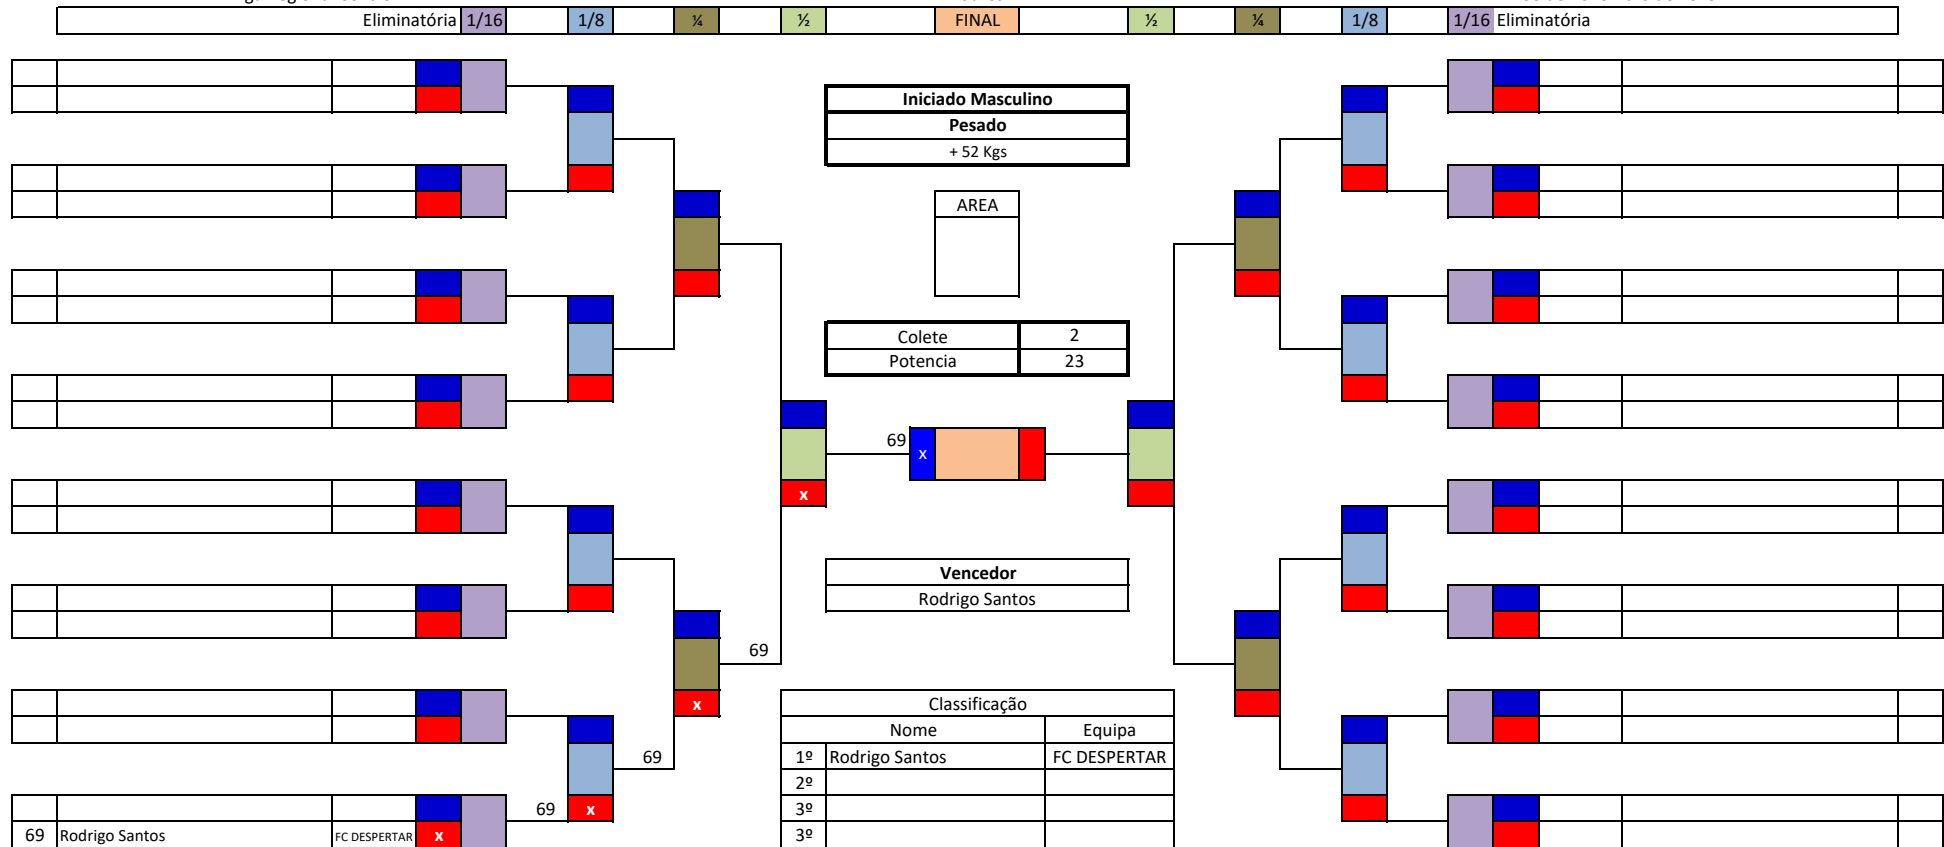 Eliminatória 1/16 1/8 ¼ ½ FINAL ½ ¼ 1/8 1/16 Eliminatória
Iniciado Masculino
Pesado
+ 52 Kgs
AREA
Colete 2
Potencia 23
69 x
x
Vencedor
Rodrigo Santos
69
x
Classificação
Nome Equipa
69 1º Rodrigo Santos FC DESPERTAR
2º
69 x 3º
69 Rodrigo Santos FC DESPERTAR x 3º